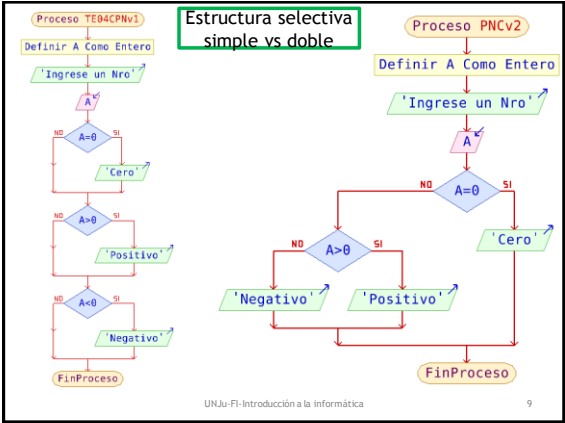 Estructura selectiva
simple vs doble
Proceso TE04CPNv1
Definir A Como Entero
'Ingrese un Nro'
A
NO
A=0
SI
'Cero'
NO
A>0
SI
'Positivo'
NO
A<0
SI
'Negativo'
FinProceso
Proceso PNCv2
Definir A Como Entero
'Ingrese un Nro'
A
NO
A=0
SI
'Cero'
NO
A>0
SI
'Negativo'
'Positivo'
FinProceso
UNJu-FI-Introducción a la informática
9